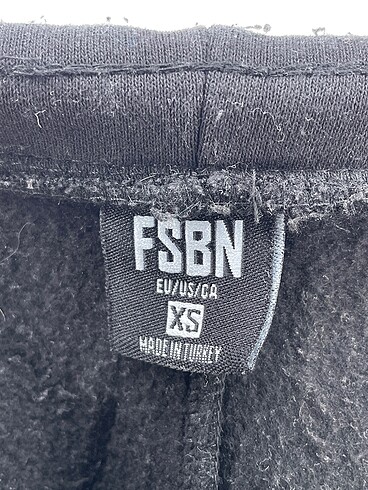 FSBN
EU/US/CA
XS
MADE IN TURKEY